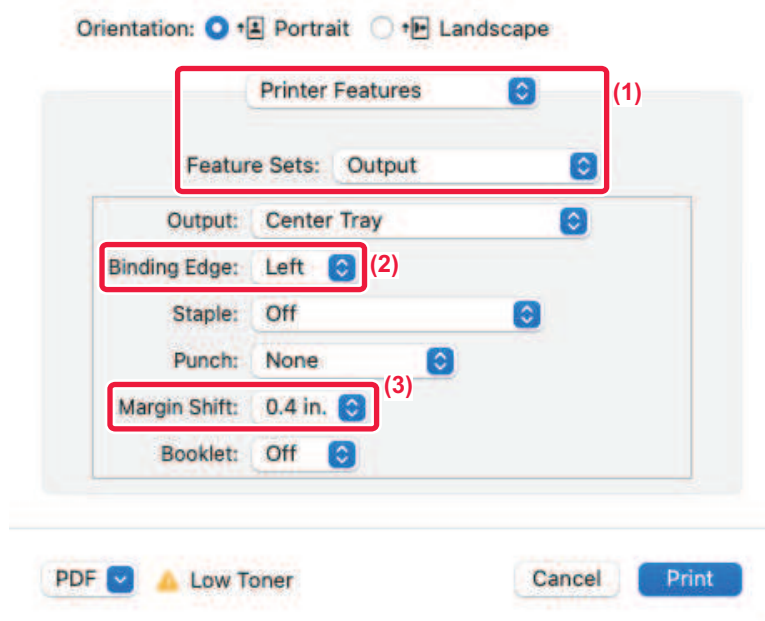 Orientation: Portrait Landscape
Printer Features (1)
Feature Sets: Output
Output: Center Tray
Binding Edge: Left (2)
Staple: Off
Punch: None
Margin Shift: 0.4 in. (3)
Booklet: Off
PDF Low Toner Cancel Print